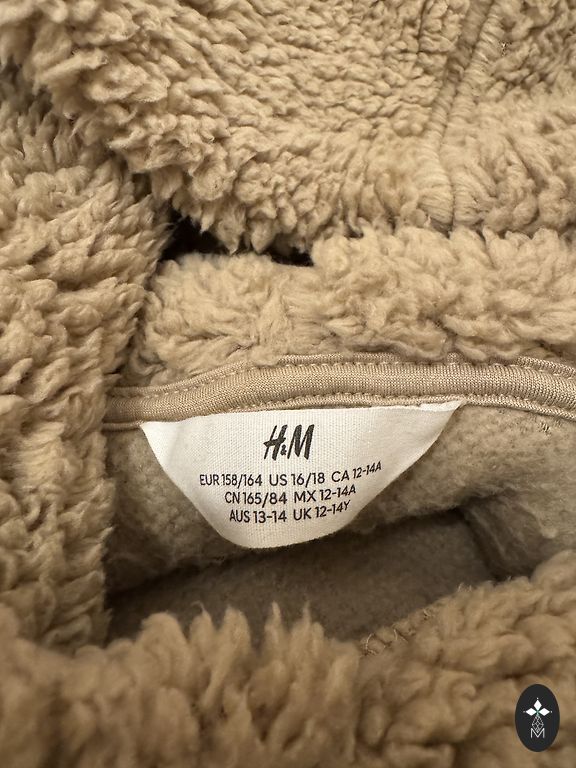 H&M
EUR 158/164 US 16/18 CA 12-14A
CN 165/84 MX 12-14A
AUS 13-14 UK 12-14Y
M